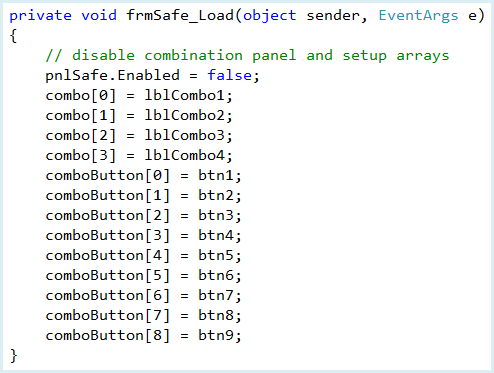 private void frmSafe_Load(object sender, EventArgs e)
{
    // disable combination panel and setup arrays
    pnlSafe.Enabled = false;
    combo[0] = lblCombo1;
    combo[1] = lblCombo2;
    combo[2] = lblCombo3;
    combo[3] = lblCombo4;
    comboButton[0] = btn1;
    comboButton[1] = btn2;
    comboButton[2] = btn3;
    comboButton[3] = btn4;
    comboButton[4] = btn5;
    comboButton[5] = btn6;
    comboButton[6] = btn7;
    comboButton[7] = btn8;
    comboButton[8] = btn9;
}